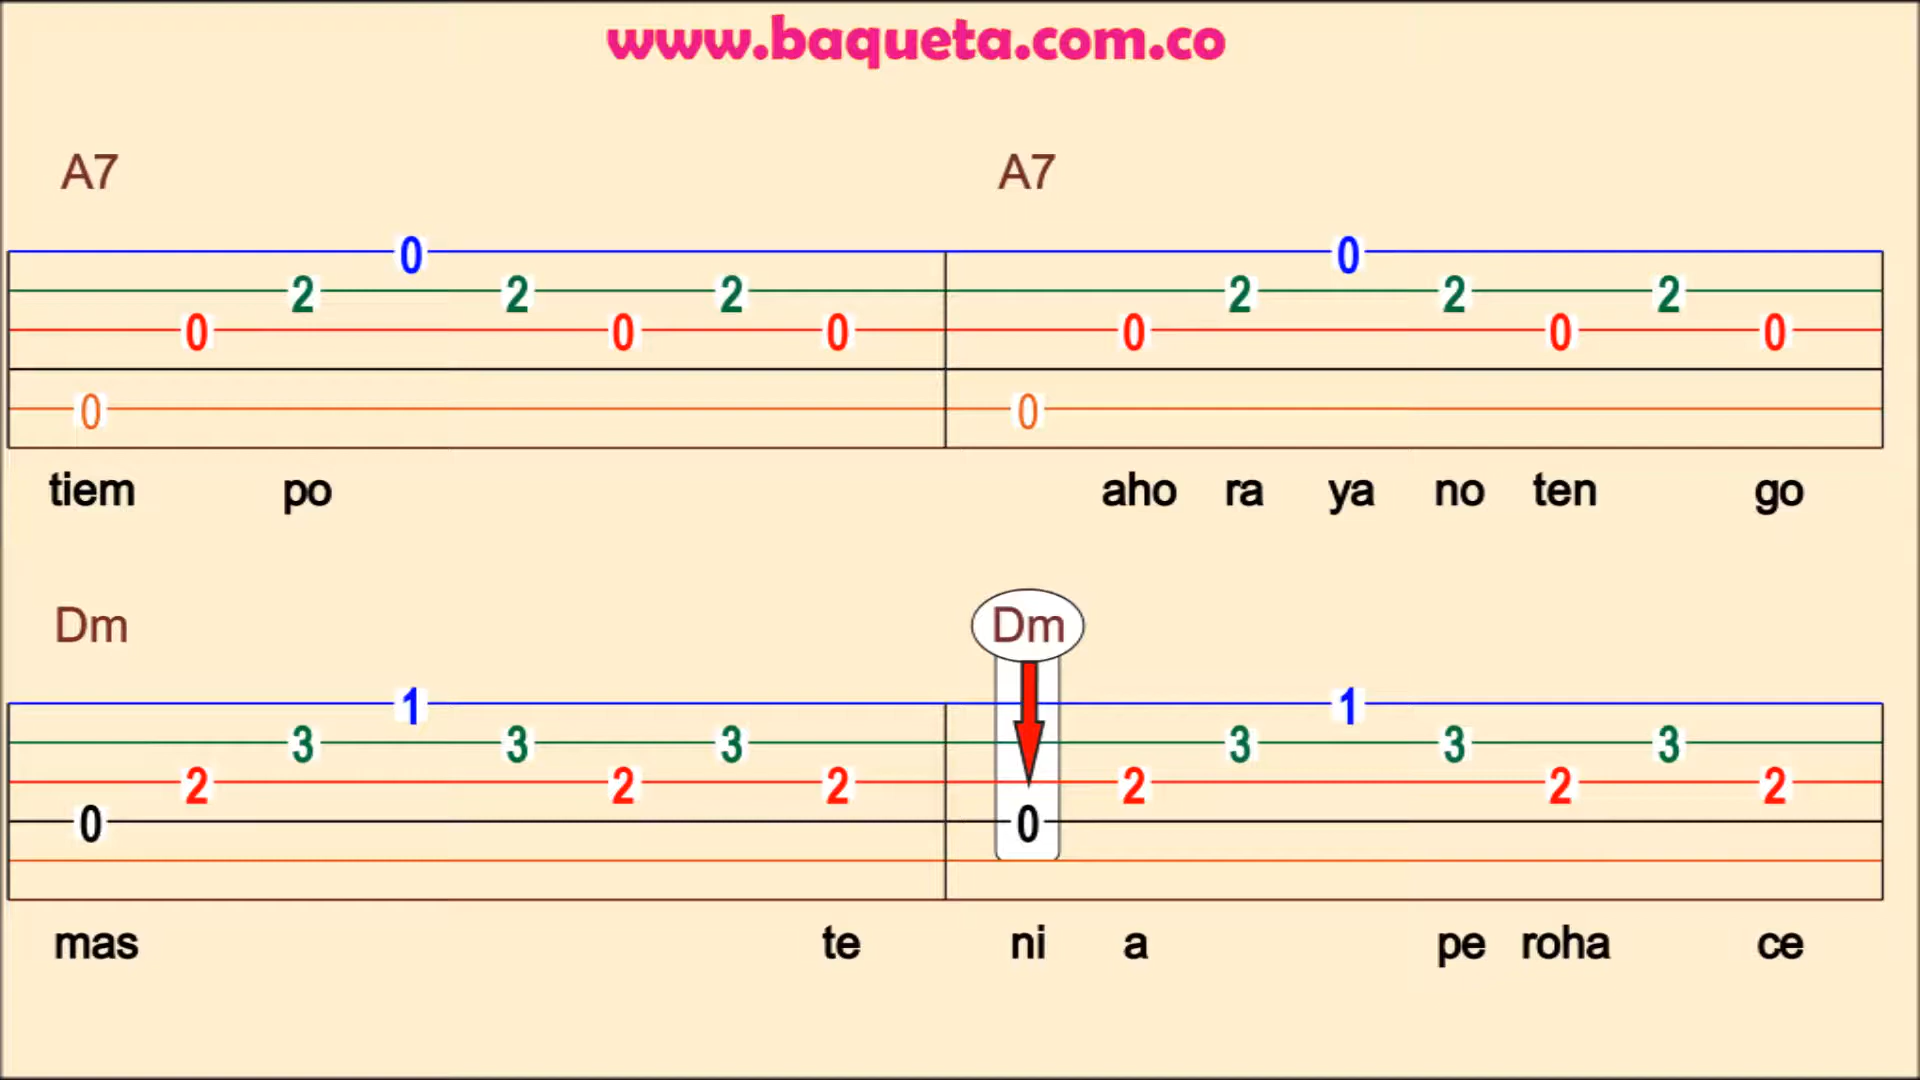 www.baqueta.com.co
A7 A7
0 0
2 2 2 2 2 2
0 0 0 0 0 0
0 0
tiem po aho ra ya no ten go
Dm Dm
1 1
3 3 3 3 3 3
2 2 2 2 2 2
0 0
mas te ni a pe roha ce